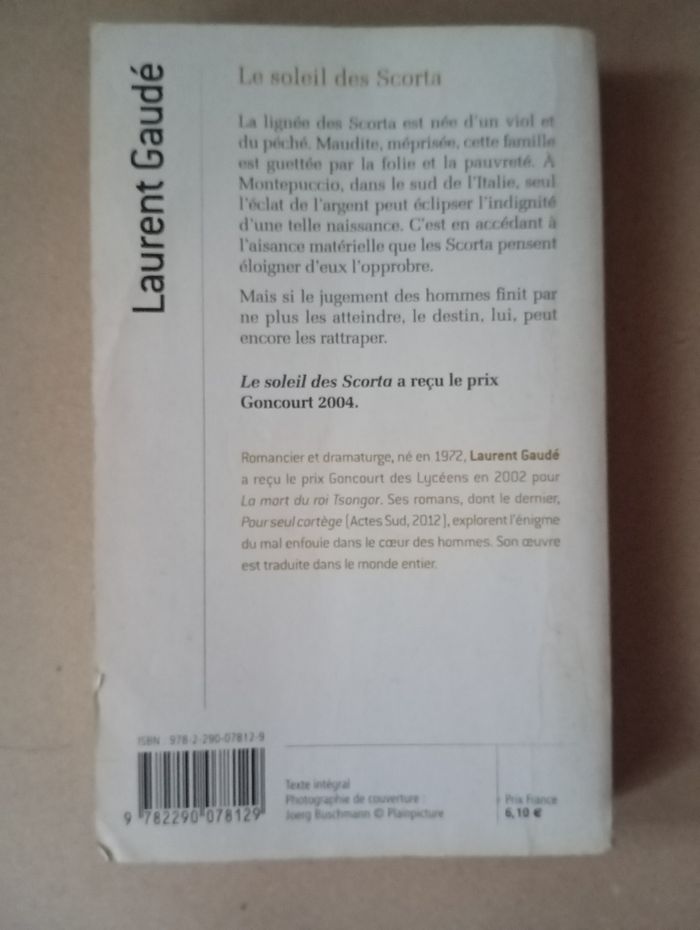 Laurent Gaudé
Le soleil des Scorta
La lignée des Scorta est née d'un viol et
du péché. Maudite, méprisée, cette famille
est guettée par la folie et la pauvreté. À
Montepuccio, dans le sud de l'Italie, seul
l'éclat de l'argent peut éclipser l'indignité
d'une telle naissance. C'est en accédant à
l'aisance matérielle que les Scorta pensent
éloigner d'eux l'opprobre.
Mais si le jugement des hommes finit par
ne plus les atteindre, le destin, lui, peut
encore les rattraper.
Le soleil des Scorta a reçu le prix
Goncourt 2004.
Romancier et dramaturge, né en 1972, Laurent Gaudé
a reçu le prix Goncourt des Lycéens en 2002 pour
La mort du roi Tsongor. Ses romans, dont le dernier,
Pour seul cortège (Actes Sud, 2012), explorent l'énigme
du mal enfouie dans le cœur des hommes. Son œuvre
est traduite dans le monde entier.
ISBN 978-2-290-07812-9
9 782290 078129
Texte intégral
Photographie de couverture :
Joerg Buschmann © Plainpicture
Prix France
6,10 €